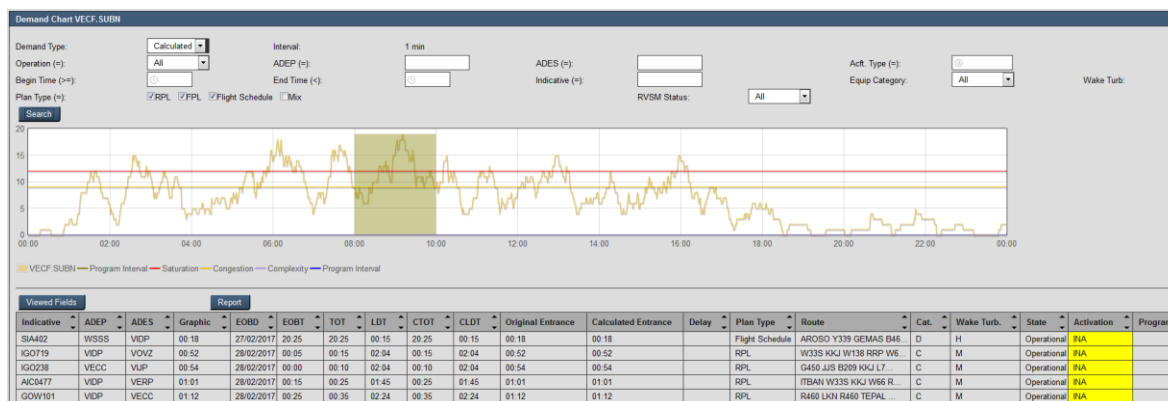 Demand Chart VECF.SUBN
Demand Type: Calculated Interval: 1 min
Operation (=): All ADEP (=): ADES (=): Acft. Type (=):
Begin Time (>=): End Time (<): Indicative (=): Equip Category: All Wake Turb:
Plan Type (=): RPL FPL Flight Schedule Mix RVSM Status: All
Search
20
15
10
5
0
00:00 02:00 04:00 06:00 08:00 10:00 12:00 14:00 16:00 18:00 20:00 22:00 00:00
VECF.SUBN Program Interval Saturation Congestion Complexity Program Interval
Viewed Fields Report
Indicative ADEP ADES Graphic EOBD EOBT TOT LDT CTOT CLDT Original Entrance Calculated Entrance Delay Plan Type Route Cat. Wake Turb. State Activation Program
SIA402 WSSS VIDP 00:18 27/02/2017 20:25 20:25 00:15 20:25 00:15 00:18 00:18 Flight Schedule AROSO Y339 GEMAS B46... D H Operational INA
IGO719 VIDP VOVZ 00:52 28/02/2017 00:05 00:15 02:04 00:15 02:04 00:52 00:52 RPL W33S KKJ W138 RRP W6... C M Operational INA
IGO238 VECC VIJP 00:54 28/02/2017 00:00 00:10 02:04 00:10 02:04 00:54 00:54 RPL G450 JJS B209 KKJ L7... C M Operational INA
AIC0477 VIDP VERP 01:01 28/02/2017 00:15 00:25 01:45 00:25 01:45 01:01 01:01 RPL ITBAN W33S KKJ W66 R... C M Operational INA
GOW101 VIDP VECC 01:12 28/02/2017 00:25 00:35 02:24 00:35 02:24 01:12 01:12 RPL R460 LKN R460 TEPAL ... C M Operational INA